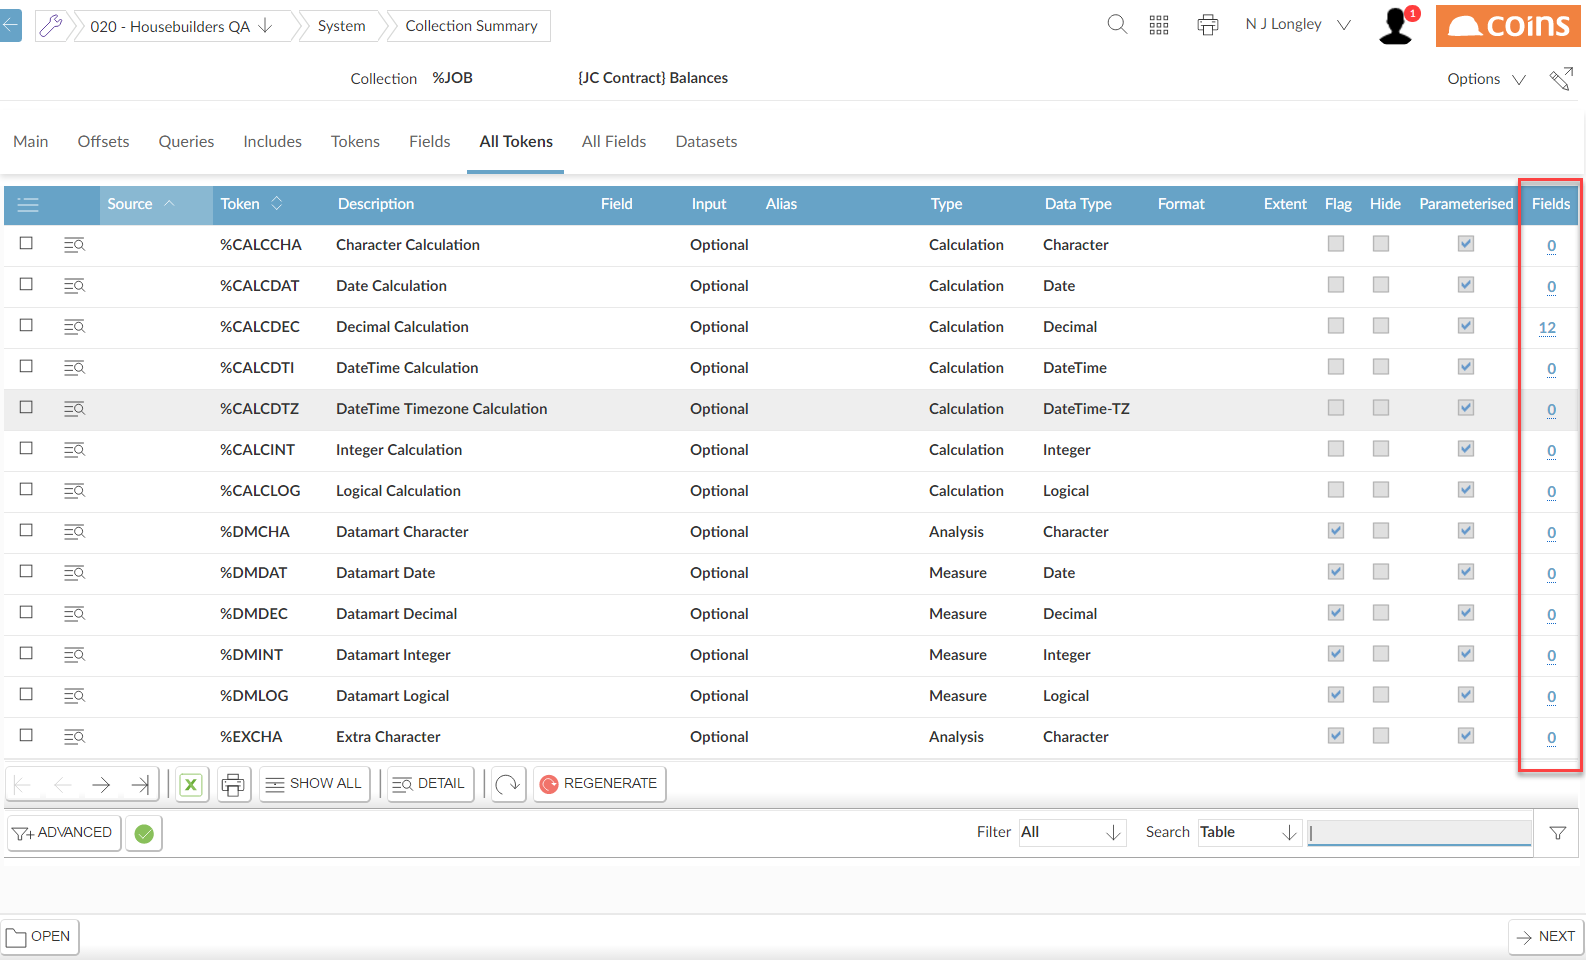 020 - Housebuilders QA System Collection Summary N J Longley 1 coins
Collection %JOB {JC Contract} Balances Options
Main Offsets Queries Includes Tokens Fields All Tokens All Fields Datasets
Source Token Description Field Input Alias Type Data Type Format Extent Flag Hide Parameterised Fields
%CALCCHA Character Calculation Optional Calculation Character 0
%CALCDAT Date Calculation Optional Calculation Date 0
%CALCDEC Decimal Calculation Optional Calculation Decimal 12
%CALCDTI DateTime Calculation Optional Calculation DateTime 0
%CALCDTZ DateTime Timezone Calculation Optional Calculation DateTime-TZ 0
%CALCINT Integer Calculation Optional Calculation Integer 0
%CALCLOG Logical Calculation Optional Calculation Logical 0
%DMCHA Datamart Character Optional Analysis Character 0
%DMDAT Datamart Date Optional Measure Date 0
%DMDEC Datamart Decimal Optional Measure Decimal 0
%DMINT Datamart Integer Optional Measure Integer 0
%DMLOG Datamart Logical Optional Measure Logical 0
%EXCHA Extra Character Optional Analysis Character 0
SHOW ALL DETAIL REGENERATE
ADVANCED Filter All Search Table
OPEN NEXT